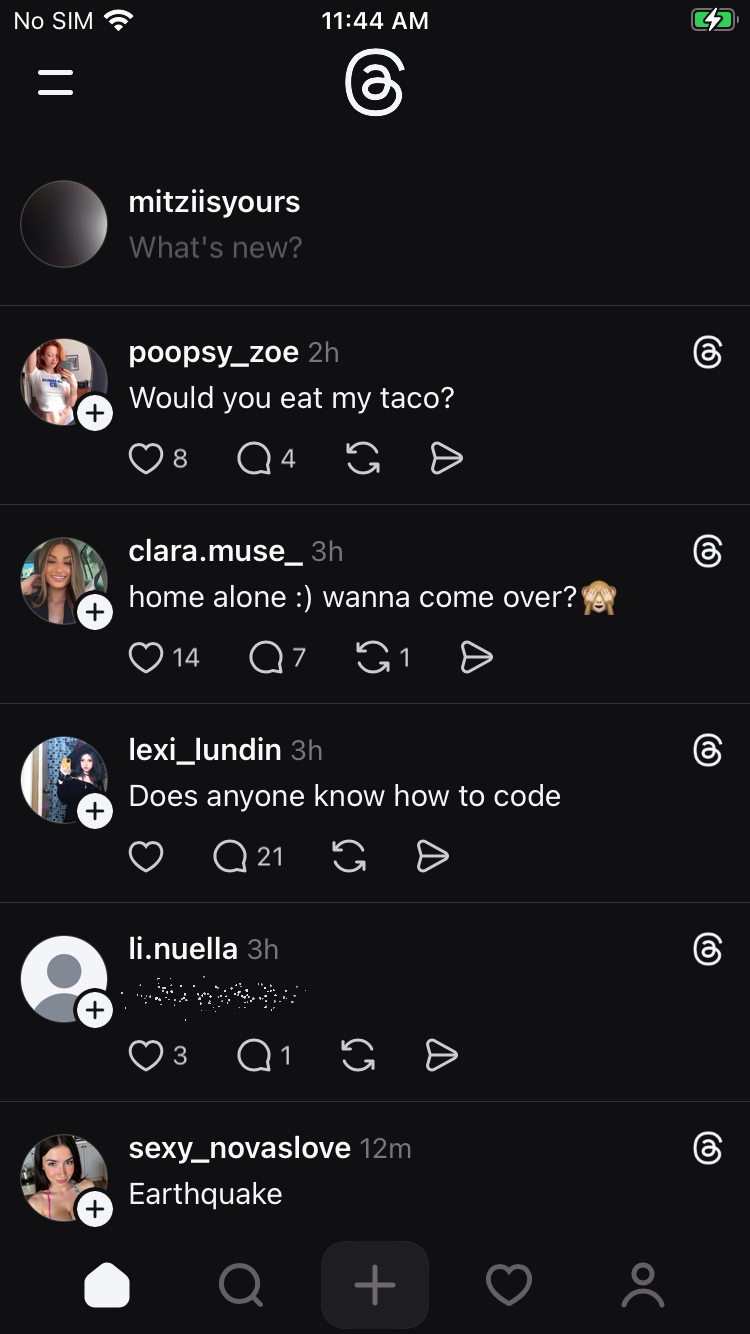 No SIM 11:44 AM
mitziisyours
What's new?
poopsy_zoe 2h
Would you eat my taco?
8 4
clara.muse_ 3h
home alone :) wanna come over?🙈
14 7 1
lexi_lundin 3h
Does anyone know how to code
21
li.nuella 3h
3 1
sexy_novaslove 12m
Earthquake